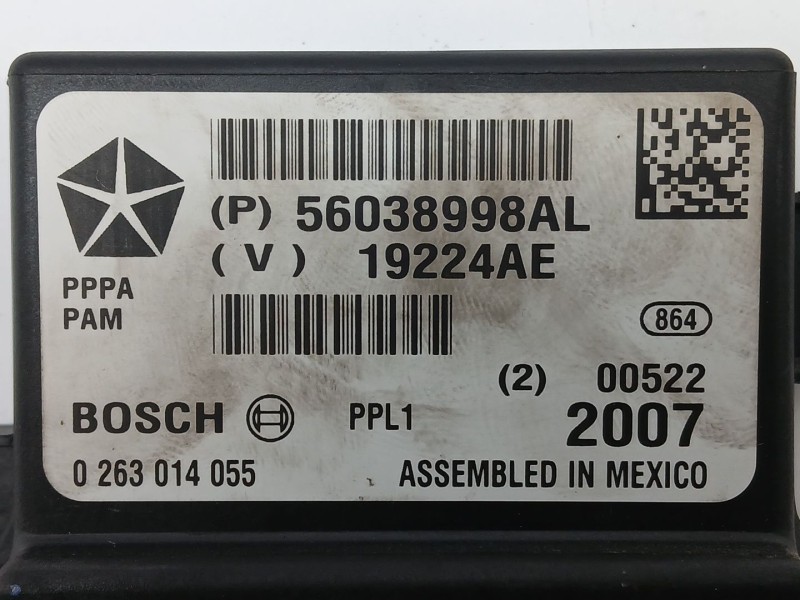 (P) 56038998AL
(V) 19224AE
PPPA
PAM
864
(2) 00522
BOSCH PPL1 2007
0 263 014 055 ASSEMBLED IN MEXICO